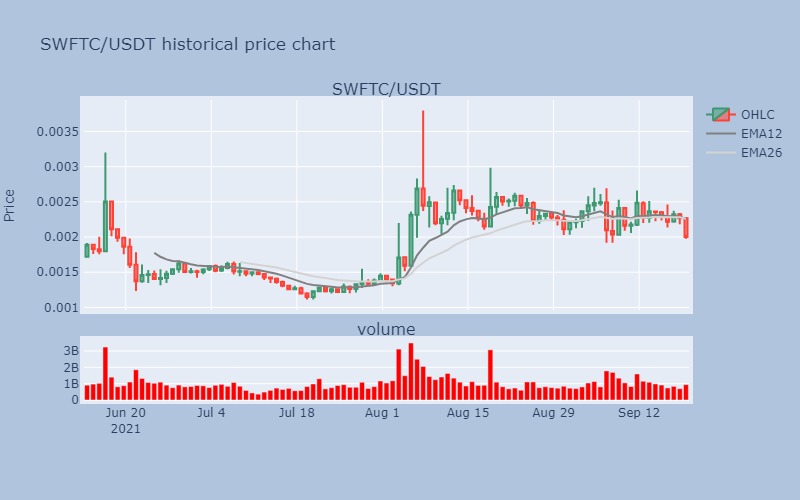 SWFTC/USDT historical price chart
SWFTC/USDT
OHLC
EMA12
EMA26
Price
0.0035
0.003
0.0025
0.002
0.0015
0.001
volume
3B
2B
1B
0
Jun 20 Jul 4 Jul 18 Aug 1 Aug 15 Aug 29 Sep 12
2021